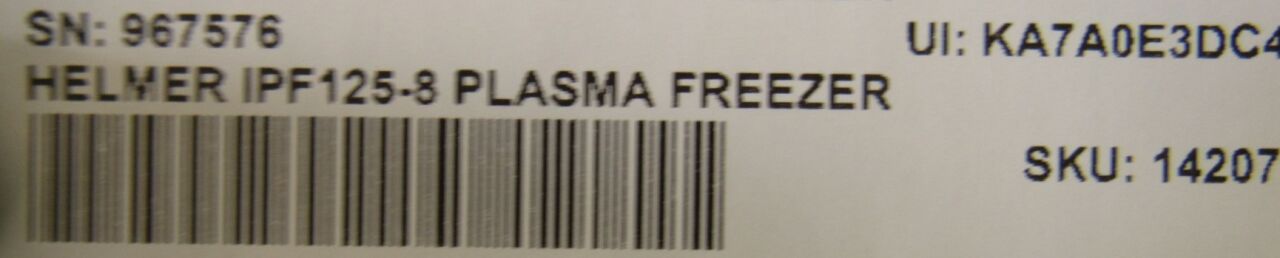 SN: 967576
UI: KA7A0E3DC4
HELMER IPF125-8 PLASMA FREEZER
SKU: 14207